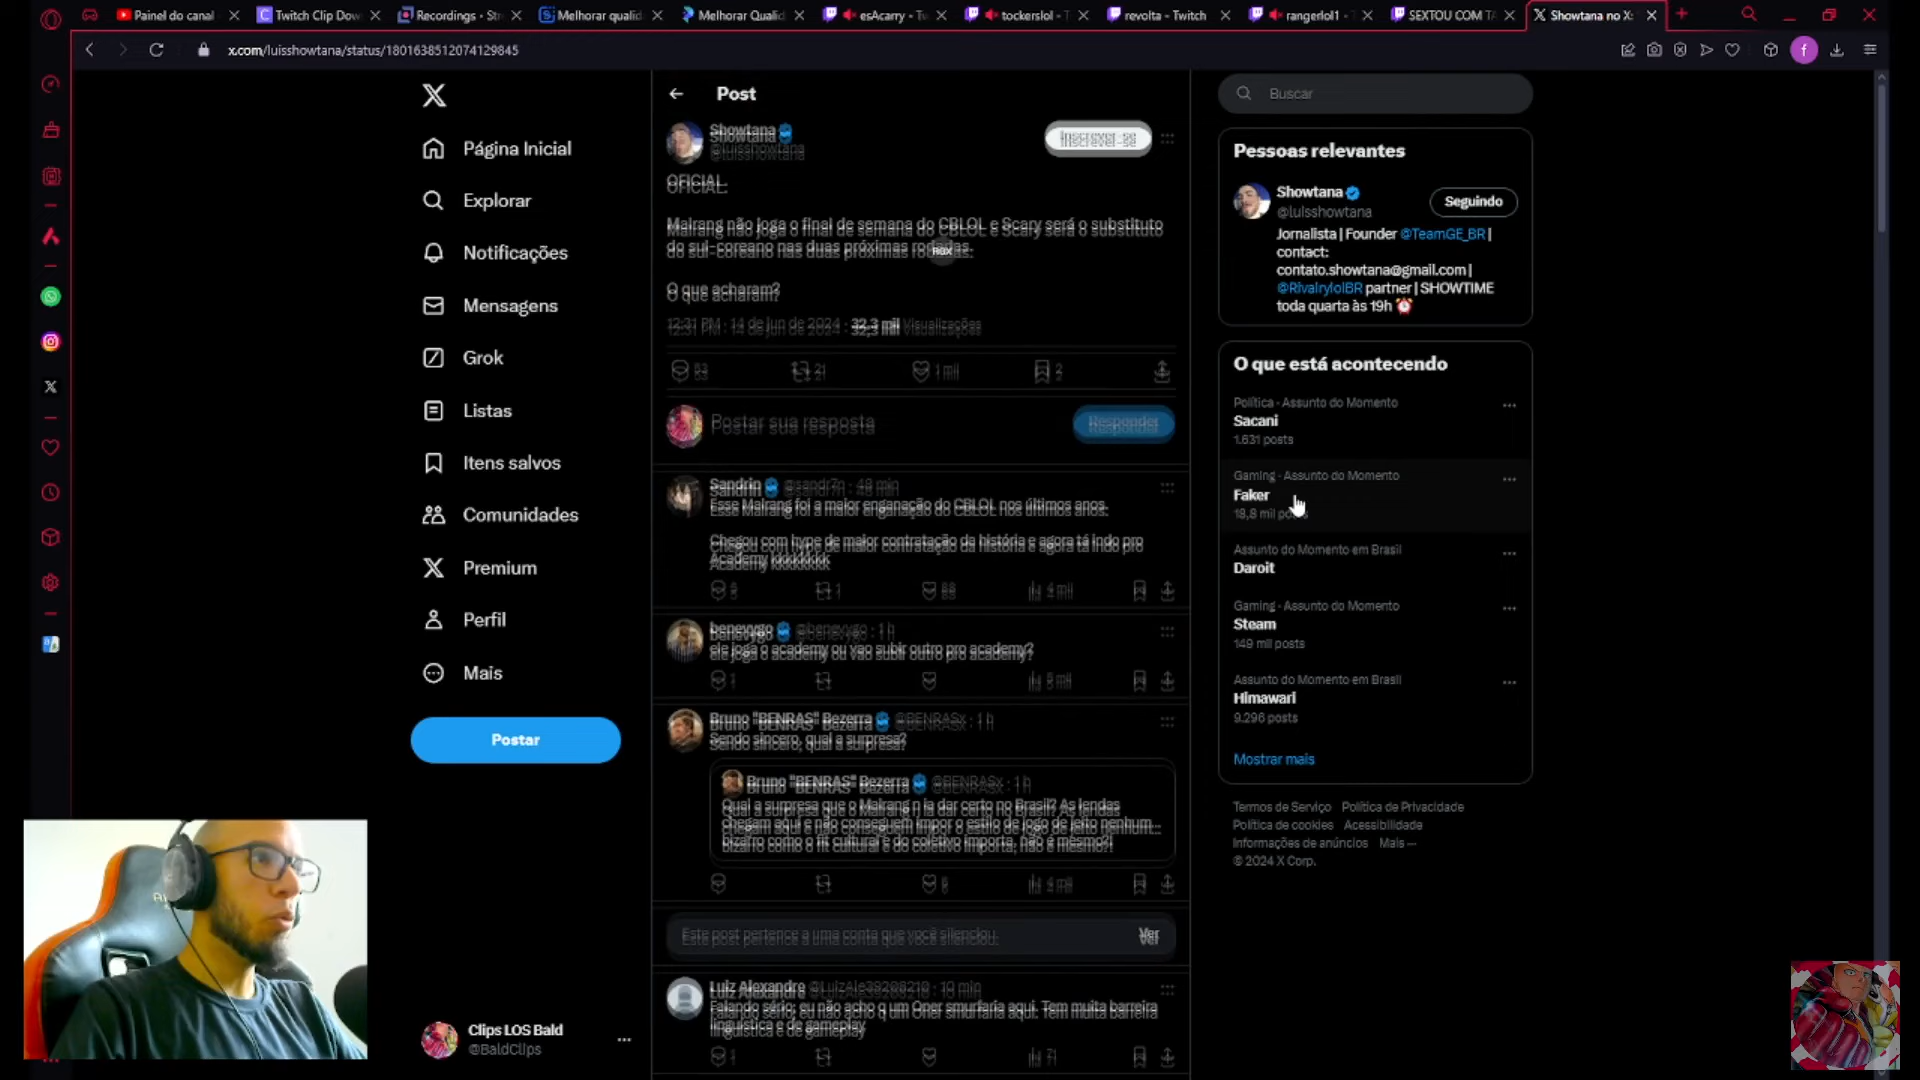 Painel do canal
Twitch Clip Dow
Recordings - Str
Melhorar qualid
Melhorar Qualid
esAcarry - Tw
tockerslol - T
revolta - Twitch
rangerlol1 -
SEXTOU COM TA
Showtana no X:
x.com/luisshowtana/status/1801638512074129845
f
Página Inicial
Explorar
Notificações
Mensagens
Grok
Listas
Itens salvos
Comunidades
Premium
Perfil
Mais
Postar
Clips LOS Bald
@BaldClips
Post
Showtana
@luisshowtana
Inscrever-se
OFICIAL.
Malrang não joga o final de semana do CBLOL e Scary será o substituto
do sul-coreano nas duas próximas rodadas.
O que acharam?
12:31 PM · 14 de jun de 2024 · 32,3 mil Visualizações
21
1 mil
2
Postar sua resposta
Responder
Sandrin @sandr7n · 48 min
Esse Malrang foi a maior enganação do CBLOL nos últimos anos.
Chegou com hype de maior contratação da história e agora tá indo pro
Academy kkkkkkkk
1
88
4 mil
benevygo @benevygo · 1 h
ele joga o academy ou vao subir outro pro academy?
1
Bruno "BENRAS" Bezerra @BENRASx · 1 h
Sendo sincero, qual a surpresa?
Bruno "BENRAS" Bezerra @BENRASx · 1 h
Qual a surpresa que o Malrang n ia dar certo no Brasil? As lendas
chegam aqui e não conseguem impor o estilo de jogo de jeito nenhum...
bizarro como o fit cultural e do coletivo importa, não é mesmo?!
4 mil
Este post pertence a uma conta que você silenciou.
Ver
Luiz Alexandre @LuizAle39208210 · 10 min
Falando sério, eu não acho q um Oner smurfaria aqui. Tem muita barreira
linguística e de gameplay
1
71
Buscar
Pessoas relevantes
Showtana
@luisshowtana
Seguindo
Jornalista | Founder @TeamGE_BR |
contact:
contato.showtana@gmail.com |
@RivalrylolBR partner | SHOWTIME
toda quarta às 19h
O que está acontecendo
Política · Assunto do Momento
Sacani
1.631 posts
Gaming · Assunto do Momento
Faker
18,8 mil posts
Assunto do Momento em Brasil
Daroit
Gaming · Assunto do Momento
Steam
149 mil posts
Assunto do Momento em Brasil
Himawari
9.296 posts
Mostrar mais
Termos de Serviço Política de Privacidade
Política de cookies Acessibilidade
Informações de anúncios Mais ···
© 2024 X Corp.